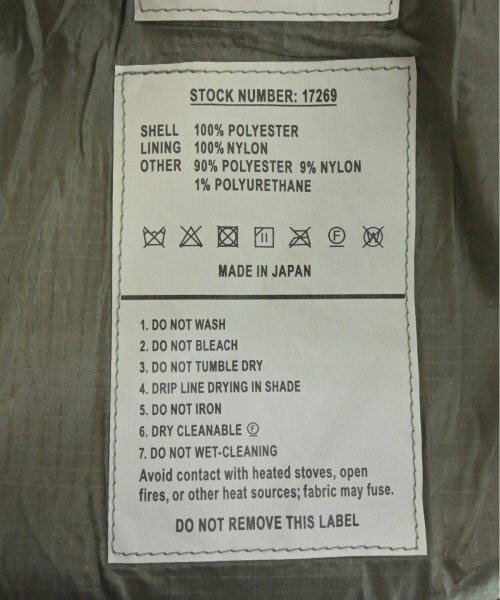 STOCK NUMBER: 17269
SHELL 100% POLYESTER
LINING 100% NYLON
OTHER 90% POLYESTER 9% NYLON
1% POLYURETHANE
F W
MADE IN JAPAN
1. DO NOT WASH
2. DO NOT BLEACH
3. DO NOT TUMBLE DRY
4. DRIP LINE DRYING IN SHADE
5. DO NOT IRON
6. DRY CLEANABLE Ⓕ
7. DO NOT WET-CLEANING
Avoid contact with heated stoves, open
fires, or other heat sources; fabric may fuse.
DO NOT REMOVE THIS LABEL